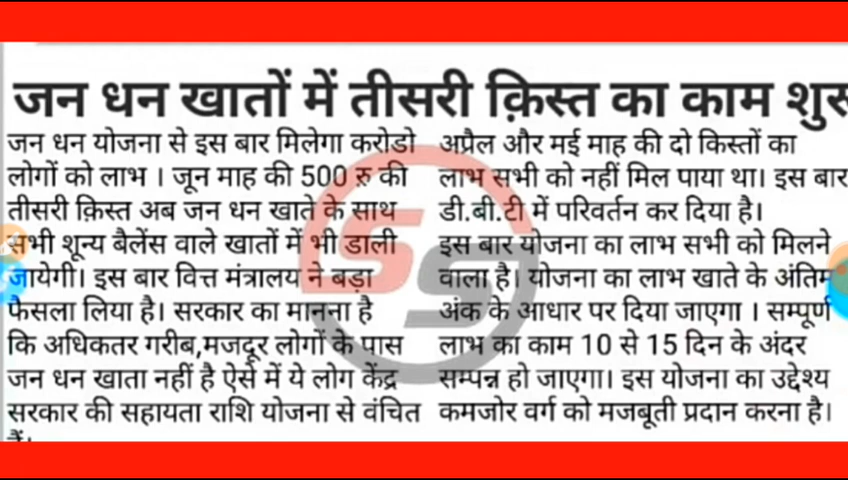 जन धन खातों में तीसरी क़िस्त का काम
जन धन योजना से इस बार मिलेगा करोडो
लोगों को लाभ । जून माह की 500 रु की
तीसरी क़िस्त अब जन धन खाते के साथ
सभी शून्य बैलेंस वाले खातों में भी डाली
जायेगी। इस बार वित्त मंत्रालय ने बड़ा
फैसला लिया है। सरकार का मानना है
कि अधिकतर गरीब,मजदूर लोगों के पास
जन धन खाता नहीं है ऐसे में ये लोग केंद्र
सरकार की सहायता राशि योजना से वंचित
अप्रैल और मई माह की दो किस्तों का
लाभ सभी को नहीं मिल पाया था। इस बार
डी.बी.टी में परिवर्तन कर दिया है।
इस बार योजना का लाभ सभी को मिलने
वाला है। योजना का लाभ खाते के अंतिम
अंक के आधार पर दिया जाएगा । सम्पूर्ण
लाभ का काम 10 से 15 दिन के अंदर
सम्पन्न हो जाएगा। इस योजना का उद्देश्य
कमजोर वर्ग को मजबूती प्रदान करना है।
SS